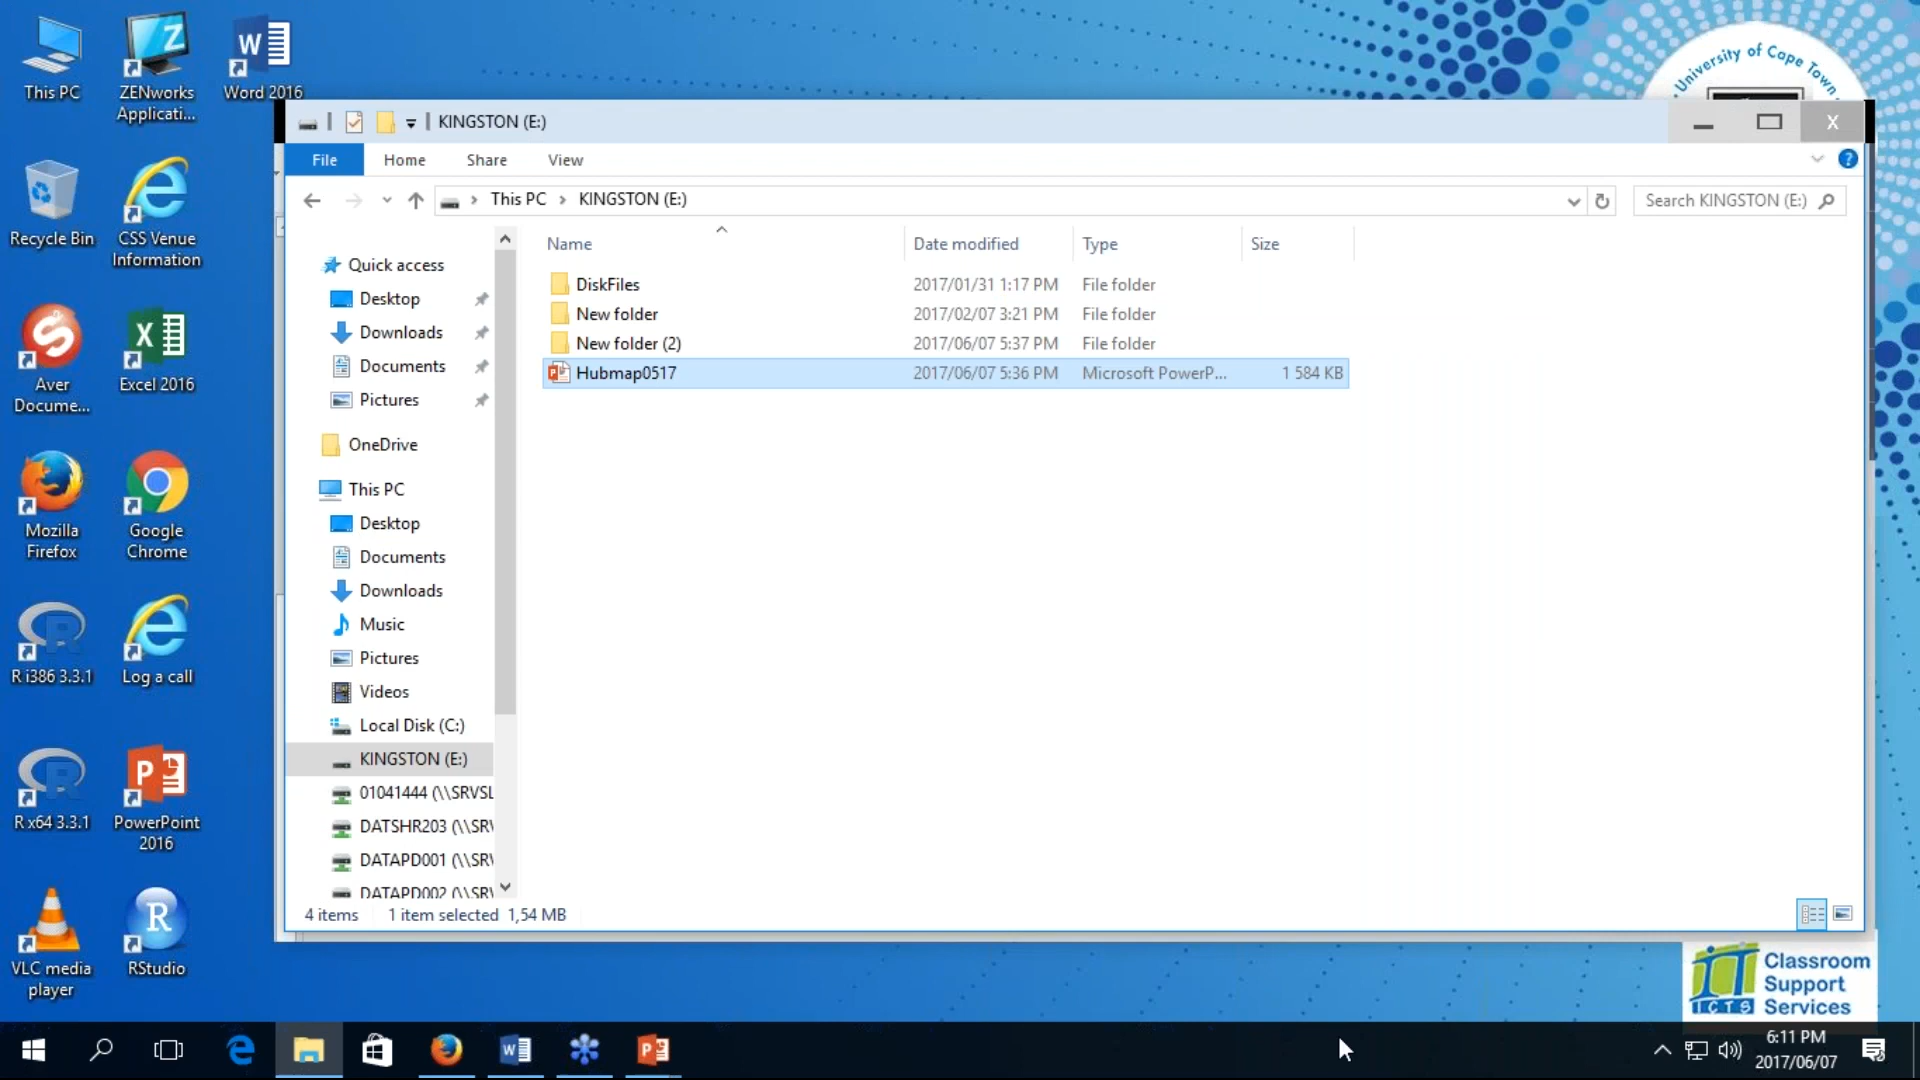 This PC
ZENworks
Applicati...
Word 2016
Recycle Bin
CSS Venue
Information
Aver
Docume...
Excel 2016
Mozilla
Firefox
Google
Chrome
R i386 3.3.1
Log a call
R x64 3.3.1
PowerPoint
2016
VLC media
player
RStudio
University of Cape Town
KINGSTON (E:)
X
File
Home
Share
View
?
This PC > KINGSTON (E:)
Search KINGSTON (E:)
Name
Date modified
Type
Size
DiskFiles 2017/01/31 1:17 PM File folder
New folder 2017/02/07 3:21 PM File folder
New folder (2) 2017/06/07 5:37 PM File folder
Hubmap0517 2017/06/07 5:36 PM Microsoft PowerP... 1 584 KB
Quick access
Desktop
Downloads
Documents
Pictures
OneDrive
This PC
Desktop
Documents
Downloads
Music
Pictures
Videos
Local Disk (C:)
KINGSTON (E:)
01041444 (\\SRVSL
DATSHR203 (\\SRV
DATAPD001 (\\SRV
DATAPD002 (\\SRV
4 items 1 item selected 1,54 MB
ICTS
Classroom
Support
Services
6:11 PM
2017/06/07